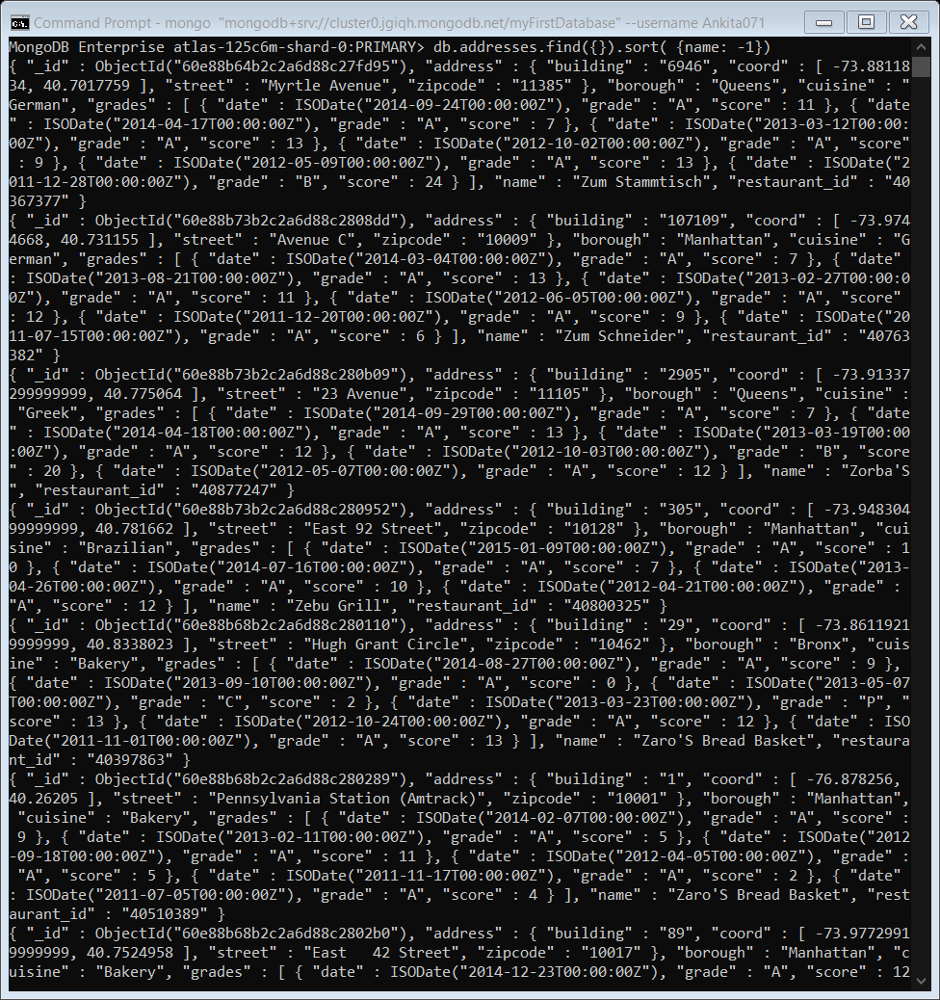 Command Prompt - mongo "mongodb+srv://cluster0.jgiqh.mongodb.net/myFirstDatabase" --username Ankita071
MongoDB Enterprise atlas-125c6m-shard-0:PRIMARY> db.addresses.find({}).sort( {name: -1})
{ "_id" : ObjectId("60e88b64b2c2a6d88c27fd95"), "address" : { "building" : "6946", "coord" : [ -73.88118
34, 40.7017759 ], "street" : "Myrtle Avenue", "zipcode" : "11385" }, "borough" : "Queens", "cuisine" : "
German", "grades" : [ { "date" : ISODate("2014-09-24T00:00:00Z"), "grade" : "A", "score" : 11 }, { "date
" : ISODate("2014-04-17T00:00:00Z"), "grade" : "A", "score" : 7 }, { "date" : ISODate("2013-03-12T00:00:
00Z"), "grade" : "A", "score" : 13 }, { "date" : ISODate("2012-10-02T00:00:00Z"), "grade" : "A", "score"
 : 9 }, { "date" : ISODate("2012-05-09T00:00:00Z"), "grade" : "A", "score" : 13 }, { "date" : ISODate("2
011-12-28T00:00:00Z"), "grade" : "B", "score" : 24 } ], "name" : "Zum Stammtisch", "restaurant_id" : "40
367377" }
{ "_id" : ObjectId("60e88b73b2c2a6d88c2808dd"), "address" : { "building" : "107109", "coord" : [ -73.974
4668, 40.731155 ], "street" : "Avenue C", "zipcode" : "10009" }, "borough" : "Manhattan", "cuisine" : "G
erman", "grades" : [ { "date" : ISODate("2014-03-04T00:00:00Z"), "grade" : "A", "score" : 7 }, { "date"
: ISODate("2013-08-21T00:00:00Z"), "grade" : "A", "score" : 13 }, { "date" : ISODate("2013-02-27T00:00:0
0Z"), "grade" : "A", "score" : 11 }, { "date" : ISODate("2012-06-05T00:00:00Z"), "grade" : "A", "score"
: 12 }, { "date" : ISODate("2011-12-20T00:00:00Z"), "grade" : "A", "score" : 9 }, { "date" : ISODate("20
11-07-15T00:00:00Z"), "grade" : "A", "score" : 6 } ], "name" : "Zum Schneider", "restaurant_id" : "40763
382" }
{ "_id" : ObjectId("60e88b73b2c2a6d88c280b09"), "address" : { "building" : "2905", "coord" : [ -73.91337
299999999, 40.775064 ], "street" : "23 Avenue", "zipcode" : "11105" }, "borough" : "Queens", "cuisine" :
 "Greek", "grades" : [ { "date" : ISODate("2014-09-29T00:00:00Z"), "grade" : "A", "score" : 7 }, { "date
" : ISODate("2014-04-18T00:00:00Z"), "grade" : "A", "score" : 13 }, { "date" : ISODate("2013-03-19T00:00
:00Z"), "grade" : "A", "score" : 12 }, { "date" : ISODate("2012-10-03T00:00:00Z"), "grade" : "B", "score
" : 20 }, { "date" : ISODate("2012-05-07T00:00:00Z"), "grade" : "A", "score" : 12 } ], "name" : "Zorba'S
", "restaurant_id" : "40877247" }
{ "_id" : ObjectId("60e88b73b2c2a6d88c280952"), "address" : { "building" : "305", "coord" : [ -73.948304
99999999, 40.781662 ], "street" : "East 92 Street", "zipcode" : "10128" }, "borough" : "Manhattan", "cui
sine" : "Brazilian", "grades" : [ { "date" : ISODate("2015-01-09T00:00:00Z"), "grade" : "A", "score" : 1
0 }, { "date" : ISODate("2014-07-16T00:00:00Z"), "grade" : "A", "score" : 7 }, { "date" : ISODate("2013-
04-26T00:00:00Z"), "grade" : "A", "score" : 10 }, { "date" : ISODate("2012-04-21T00:00:00Z"), "grade" :
"A", "score" : 12 } ], "name" : "Zebu Grill", "restaurant_id" : "40800325" }
{ "_id" : ObjectId("60e88b68b2c2a6d88c280110"), "address" : { "building" : "29", "coord" : [ -73.8611921
9999999, 40.8338023 ], "street" : "Hugh Grant Circle", "zipcode" : "10462" }, "borough" : "Bronx", "cuis
ine" : "Bakery", "grades" : [ { "date" : ISODate("2014-08-27T00:00:00Z"), "grade" : "A", "score" : 9 },
{ "date" : ISODate("2013-09-10T00:00:00Z"), "grade" : "A", "score" : 0 }, { "date" : ISODate("2013-05-07
T00:00:00Z"), "grade" : "C", "score" : 2 }, { "date" : ISODate("2013-03-23T00:00:00Z"), "grade" : "P", "
score" : 13 }, { "date" : ISODate("2012-10-24T00:00:00Z"), "grade" : "A", "score" : 12 }, { "date" : ISO
Date("2011-11-01T00:00:00Z"), "grade" : "A", "score" : 13 } ], "name" : "Zaro'S Bread Basket", "restaura
nt_id" : "40397863" }
{ "_id" : ObjectId("60e88b68b2c2a6d88c280289"), "address" : { "building" : "1", "coord" : [ -76.878256,
40.26205 ], "street" : "Pennsylvania Station (Amtrack)", "zipcode" : "10001" }, "borough" : "Manhattan",
 "cuisine" : "Bakery", "grades" : [ { "date" : ISODate("2014-02-07T00:00:00Z"), "grade" : "A", "score" :
 9 }, { "date" : ISODate("2013-02-11T00:00:00Z"), "grade" : "A", "score" : 5 }, { "date" : ISODate("2012
-09-18T00:00:00Z"), "grade" : "A", "score" : 11 }, { "date" : ISODate("2012-04-05T00:00:00Z"), "grade" :
 "A", "score" : 5 }, { "date" : ISODate("2011-11-17T00:00:00Z"), "grade" : "A", "score" : 2 }, { "date"
: ISODate("2011-07-05T00:00:00Z"), "grade" : "A", "score" : 4 } ], "name" : "Zaro'S Bread Basket", "rest
aurant_id" : "40510389" }
{ "_id" : ObjectId("60e88b68b2c2a6d88c2802b0"), "address" : { "building" : "89", "coord" : [ -73.9772991
9999999, 40.7524958 ], "street" : "East   42 Street", "zipcode" : "10017" }, "borough" : "Manhattan", "c
uisine" : "Bakery", "grades" : [ { "date" : ISODate("2014-12-23T00:00:00Z"), "grade" : "A", "score" : 12